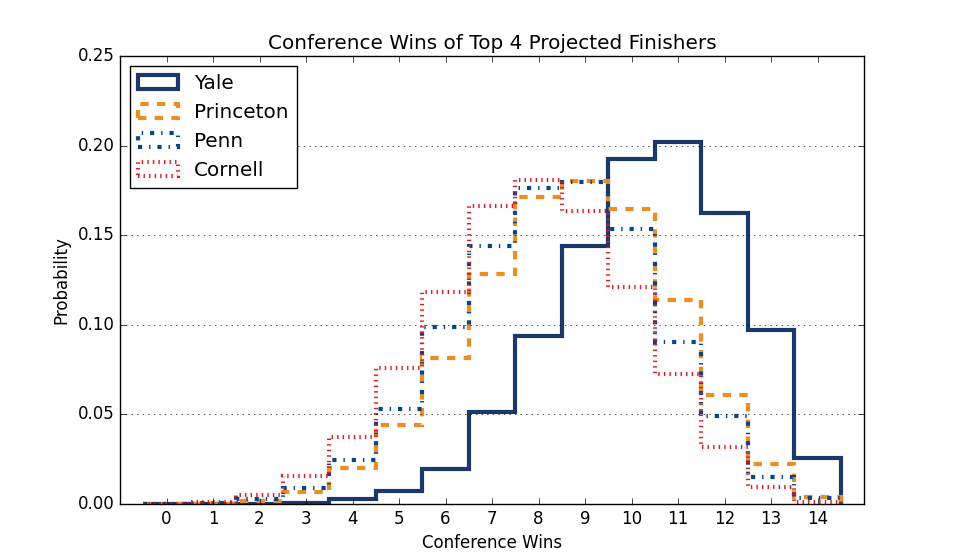 Conference Wins of Top 4 Projected Finishers
0.25
0.20
0.15
0.10
0.05
0.00
Probability
Yale
Princeton
Penn
Cornell
0 1 2 3 4 5 6 7 8 9 10 11 12 13 14
Conference Wins